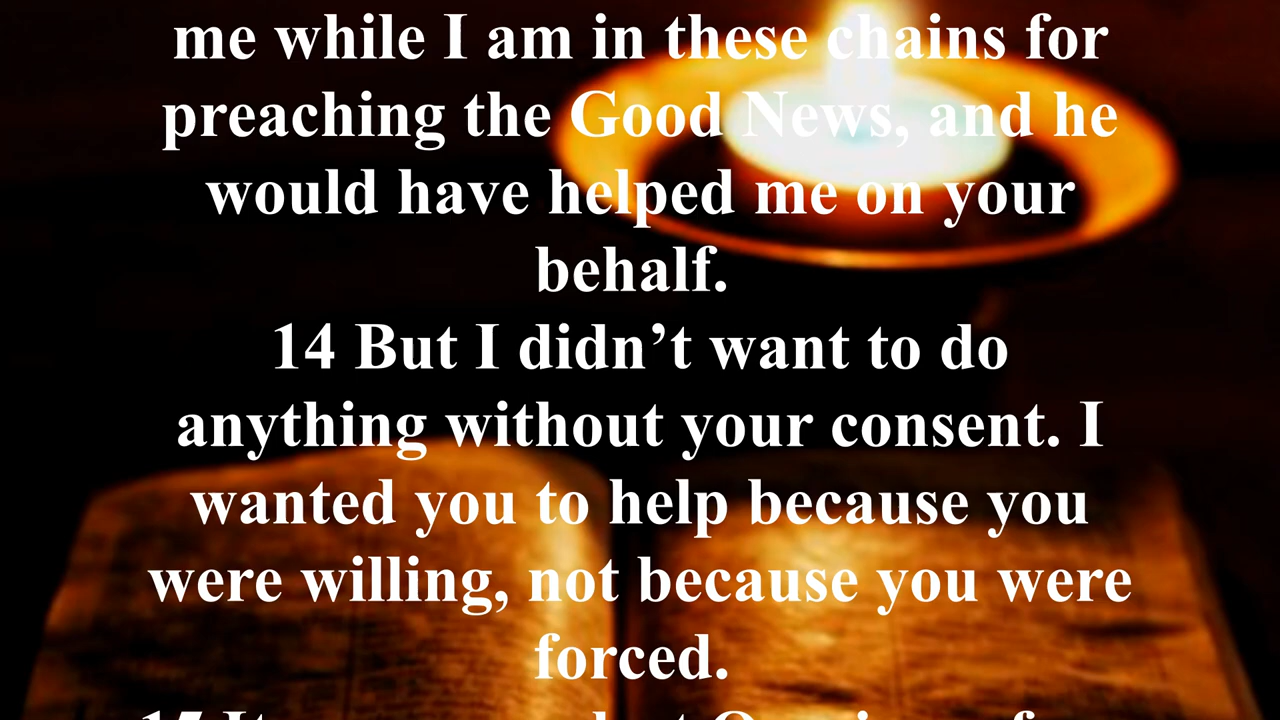 me while I am in these chains for
preaching the Good News, and he
would have helped me on your
behalf.
14 But I didn’t want to do
anything without your consent. I
wanted you to help because you
were willing, not because you were
forced.